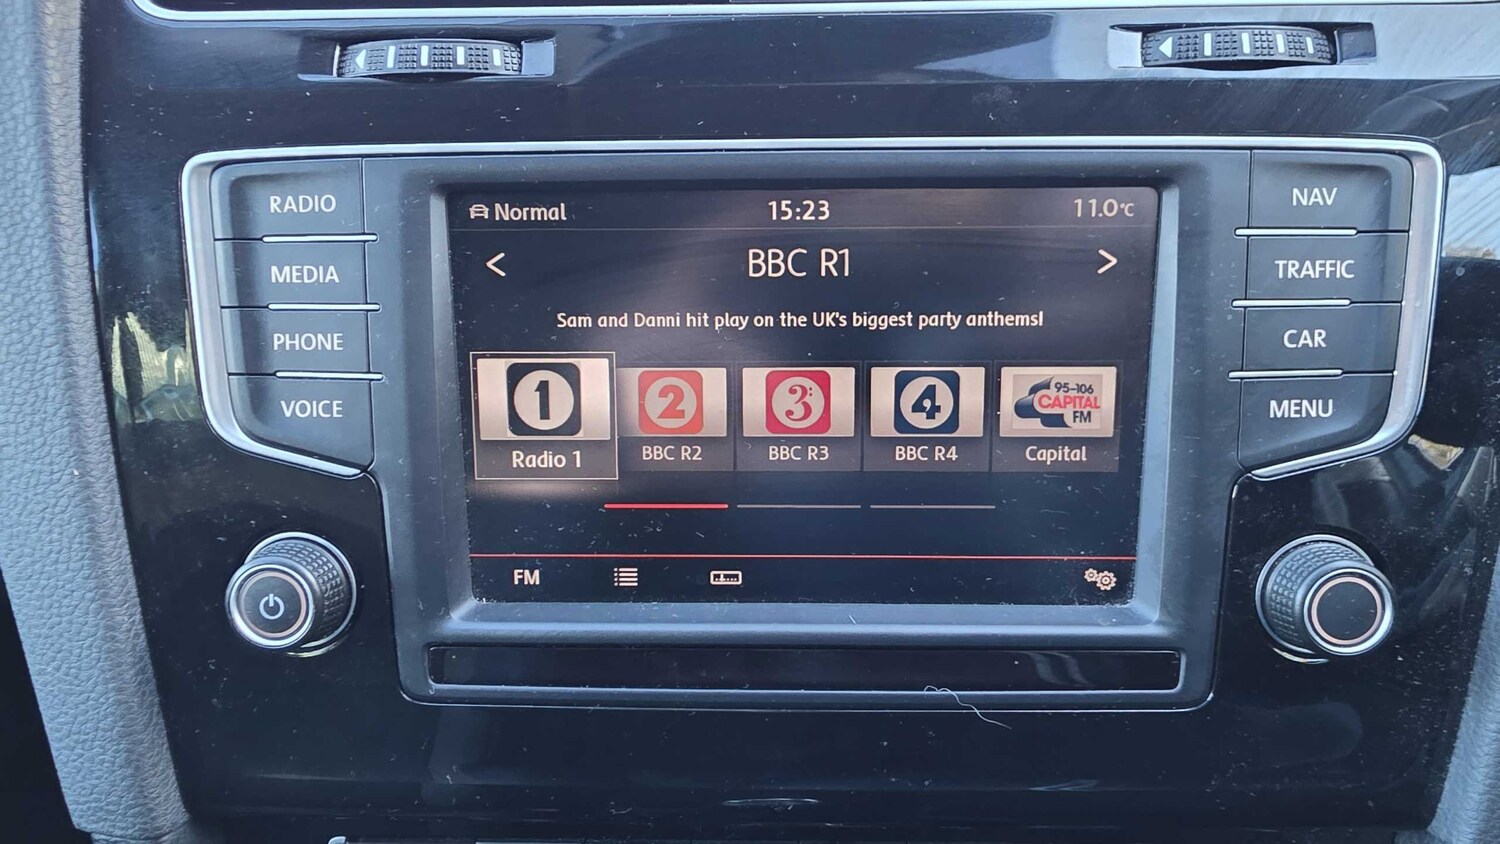 RADIO
MEDIA
PHONE
VOICE
Normal 15:23 11.0°C
< BBC R1 >
Sam and Danni hit play on the UK's biggest party anthems!
1 2 3 4 95-106 CAPITAL FM
Radio 1 BBC R2 BBC R3 BBC R4 Capital
FM
NAV
TRAFFIC
CAR
MENU